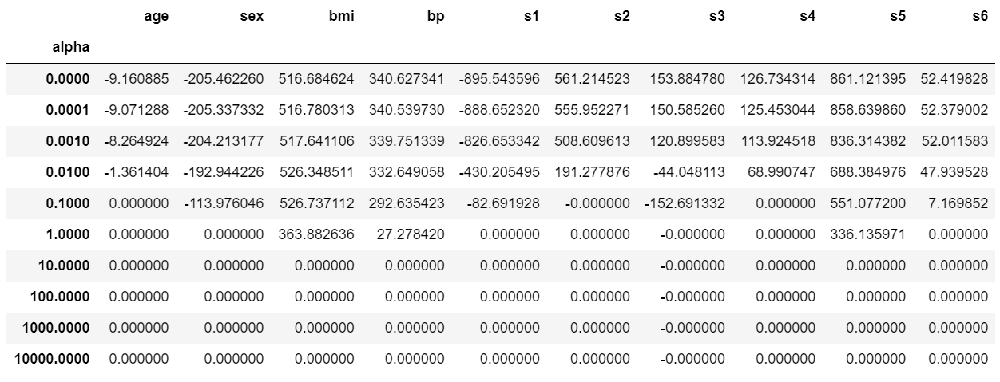 age sex bmi bp s1 s2 s3 s4 s5 s6
alpha
0.0000 -9.160885 -205.462260 516.684624 340.627341 -895.543596 561.214523 153.884780 126.734314 861.121395 52.419828
0.0001 -9.071288 -205.337332 516.780313 340.539730 -888.652320 555.952271 150.585260 125.453044 858.639860 52.379002
0.0010 -8.264924 -204.213177 517.641106 339.751339 -826.653342 508.609613 120.899583 113.924518 836.314382 52.011583
0.0100 -1.361404 -192.944226 526.348511 332.649058 -430.205495 191.277876 -44.048113 68.990747 688.384976 47.939528
0.1000 0.000000 -113.976046 526.737112 292.635423 -82.691928 -0.000000 -152.691332 0.000000 551.077200 7.169852
1.0000 0.000000 0.000000 363.882636 27.278420 0.000000 0.000000 -0.000000 0.000000 336.135971 0.000000
10.0000 0.000000 0.000000 0.000000 0.000000 0.000000 0.000000 -0.000000 0.000000 0.000000 0.000000
100.0000 0.000000 0.000000 0.000000 0.000000 0.000000 0.000000 -0.000000 0.000000 0.000000 0.000000
1000.0000 0.000000 0.000000 0.000000 0.000000 0.000000 0.000000 -0.000000 0.000000 0.000000 0.000000
10000.0000 0.000000 0.000000 0.000000 0.000000 0.000000 0.000000 -0.000000 0.000000 0.000000 0.000000